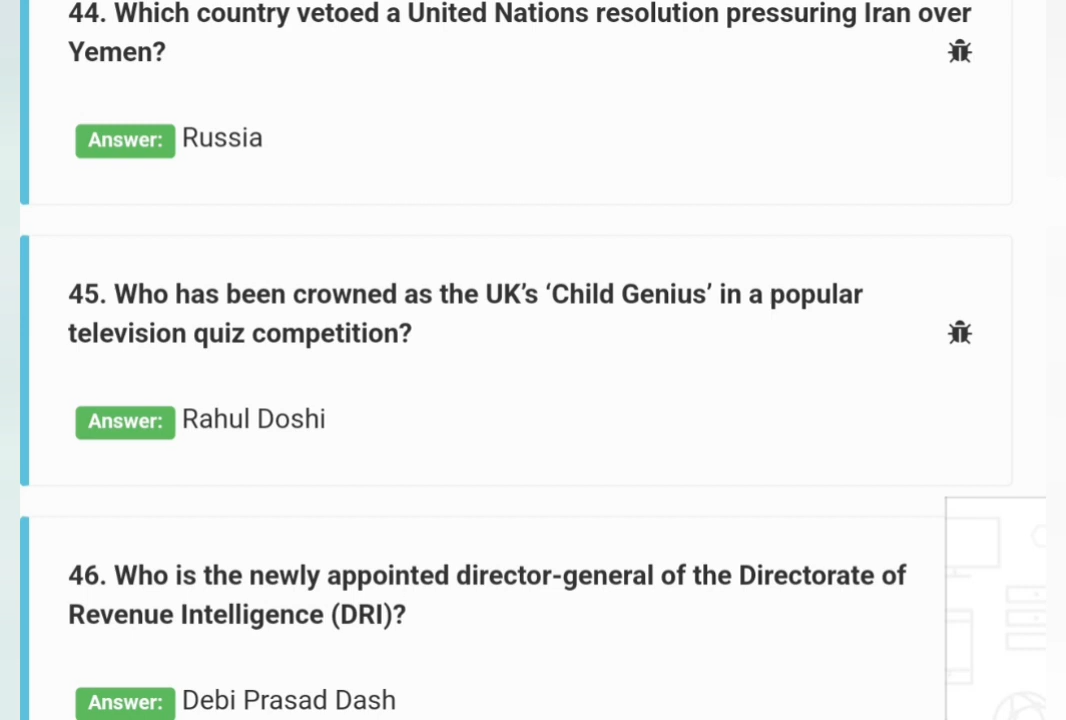 44. Which country vetoed a United Nations resolution pressuring Iran over
Yemen?
Answer: Russia
45. Who has been crowned as the UK’s ‘Child Genius’ in a popular
television quiz competition?
Answer: Rahul Doshi
46. Who is the newly appointed director-general of the Directorate of
Revenue Intelligence (DRI)?
Answer: Debi Prasad Dash